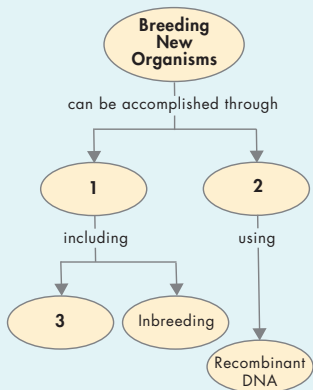 Breeding
New
Organisms
can be accomplished through
1
2
including
using
3
Inbreeding
Recombinant
DNA